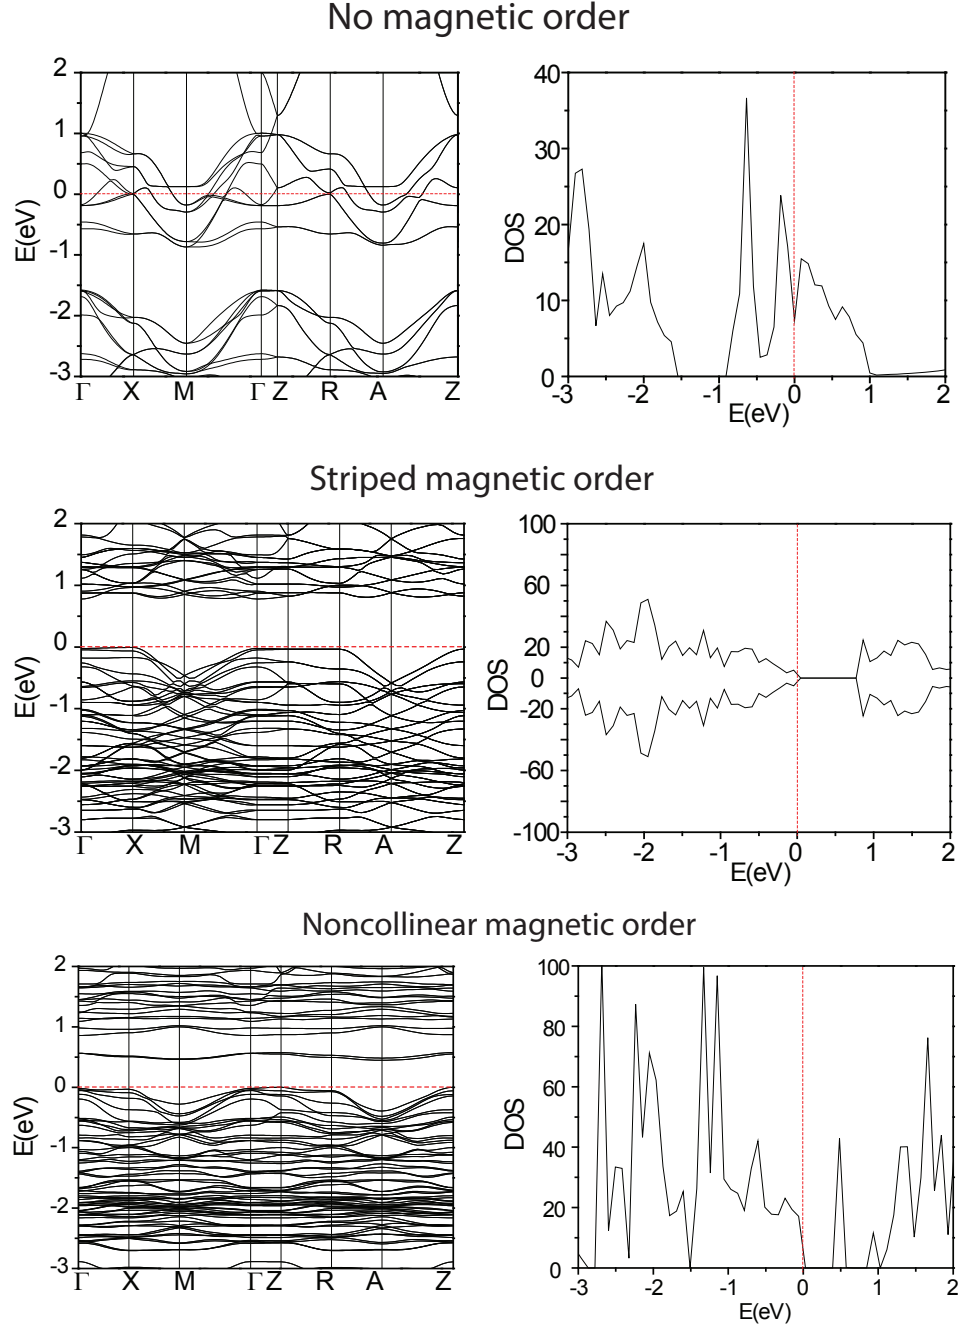 No magnetic order
2
1
0
-1
-2
-3
E(eV)
Γ X M Γ Z R A Z
40
30
20
10
0
DOS
-3 -2 -1 0 1 2
E(eV)
Striped magnetic order
2
1
0
-1
-2
-3
E(eV)
Γ X M Γ Z R A Z
100
60
20
0
-20
-60
-100
DOS
-3 -2 -1 0 1 2
E(eV)
Noncollinear magnetic order
2
1
0
-1
-2
-3
E(eV)
Γ X M Γ Z R A Z
100
80
60
40
20
0
DOS
-3 -2 -1 0 1 2
E(eV)